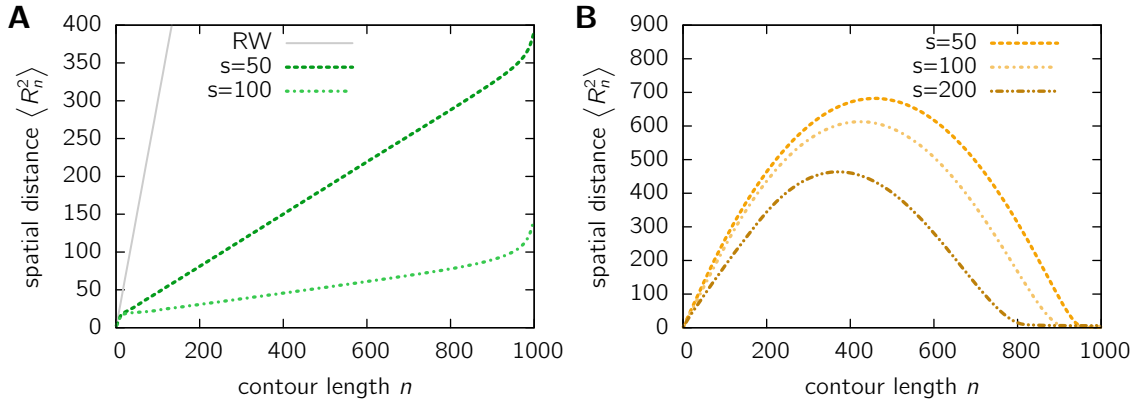 A
400
350
300
250
200
150
100
50
0
0 200 400 600 800 1000
spatial distance ⟨R²ₙ⟩
contour length n
RW
s=50
s=100
B
900
800
700
600
500
400
300
200
100
0
0 200 400 600 800 1000
spatial distance ⟨R²ₙ⟩
contour length n
s=50
s=100
s=200